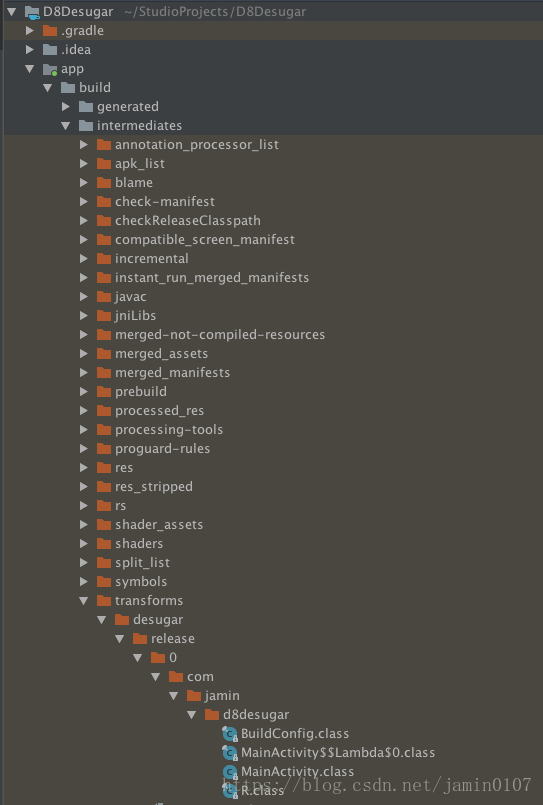 D8Desugar ~/StudioProjects/D8Desugar
.gradle
.idea
app
build
generated
intermediates
annotation_processor_list
apk_list
blame
check-manifest
checkReleaseClasspath
compatible_screen_manifest
incremental
instant_run_merged_manifests
javac
jniLibs
merged-not-compiled-resources
merged_assets
merged_manifests
prebuild
processed_res
processing-tools
proguard-rules
res
res_stripped
rs
shader_assets
shaders
split_list
symbols
transforms
desugar
release
0
com
jamin
d8desugar
BuildConfig.class
MainActivity$$Lambda$0.class
MainActivity.class
https://blog.csdn.net/jamin0107
R.class